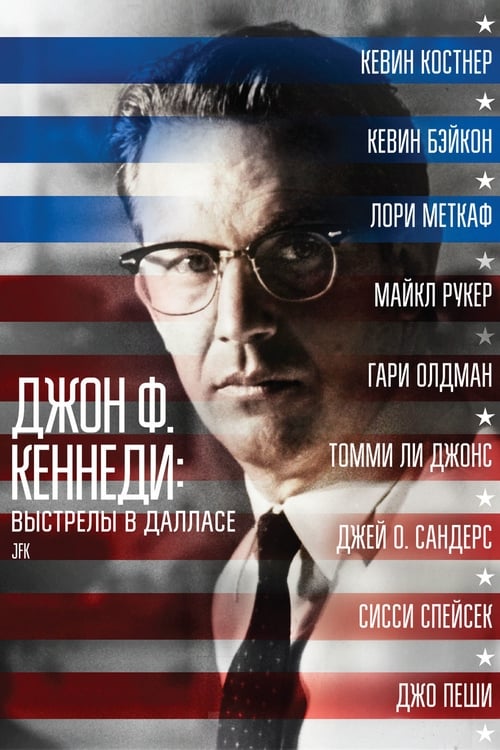 КЕВИН КОСТНЕР
КЕВИН БЭЙКОН
ЛОРИ МЕТКАФ
МАЙКЛ РУКЕР
ГАРИ ОЛДМАН
ТОММИ ЛИ ДЖОНС
ДЖЕЙ О. САНДЕРС
СИССИ СПЕЙСЕК
ДЖО ПЕШИ
ДЖОН Ф.
КЕННЕДИ:
ВЫСТРЕЛЫ В ДАЛЛАСЕ
JFK